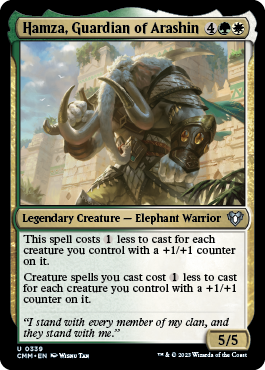 Hamza, Guardian of Arashin 4
Legendary Creature — Elephant Warrior
This spell costs 1 less to cast for each
creature you control with a +1/+1 counter
on it.
Creature spells you cast cost 1 less to cast
for each creature you control with a +1/+1
counter on it.
"I stand with every member of my clan, and
they stand with me."
5/5
U 0339
CMM • EN Wisnu Tan
™ & © 2023 Wizards of the Coast